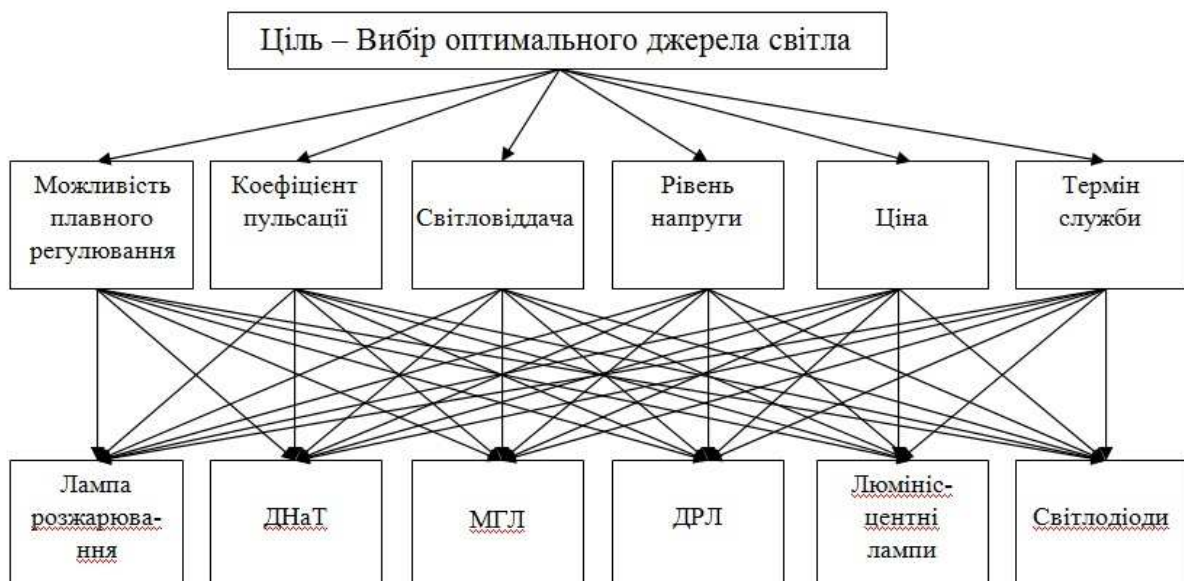 Ціль – Вибір оптимального джерела світла
Можливість
плавного
регулювання
Коефіцієнт
пульсації
Світловіддача
Рівень
напруги
Ціна
Термін
служби
Лампа
розжарюва-
ння
ДНаТ
МГЛ
ДРЛ
Люмініс-
центні
лампи
Світлодіоди